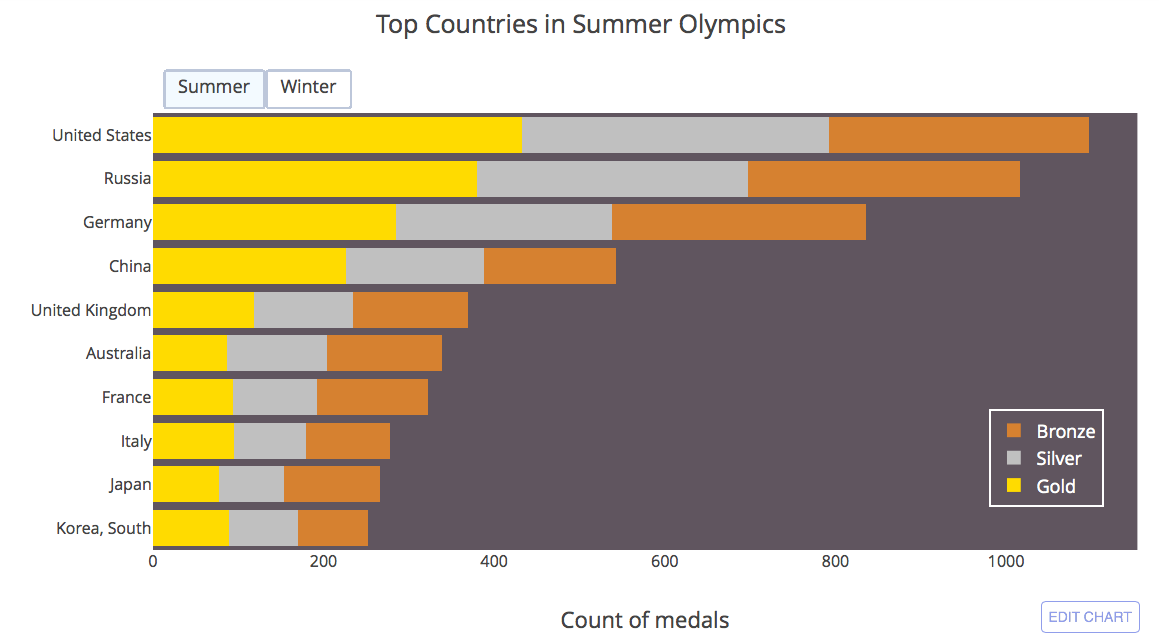 Top Countries in Summer Olympics
Summer Winter
United States
Russia
Germany
China
United Kingdom
Australia
France
Italy
Japan
Korea, South
Bronze
Silver
Gold
0 200 400 600 800 1000
Count of medals
EDIT CHART